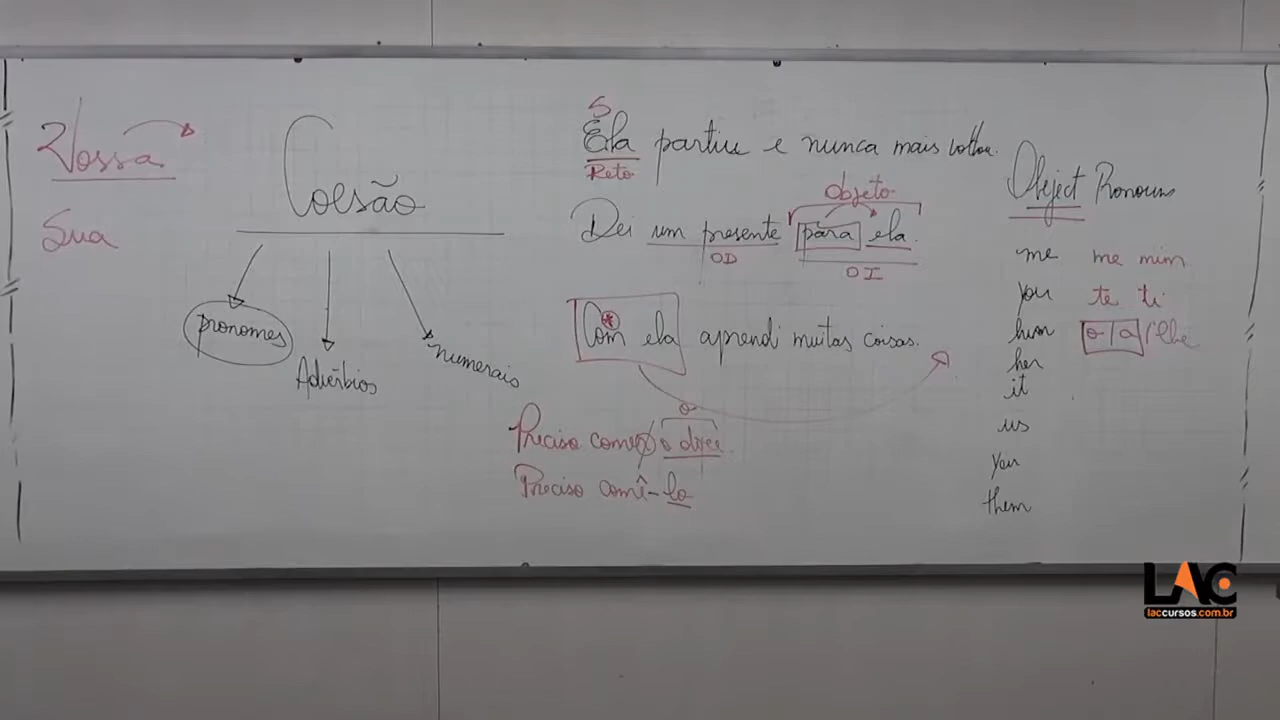 Vossa
Sua
Coesão
pronomes
Advérbios
numerais
S
Ela partiu e nunca mais voltou.
Reto
Objeto
Dei um presente para ela.
OD
OI
Com ela aprendi muitas coisas.
*
o
Preciso comer o doce.
Preciso comê-lo
Object Pronouns
me me mim
you te ti
him o/a/lhe
her
it
us
you
them
LAC
laccursos.com.br